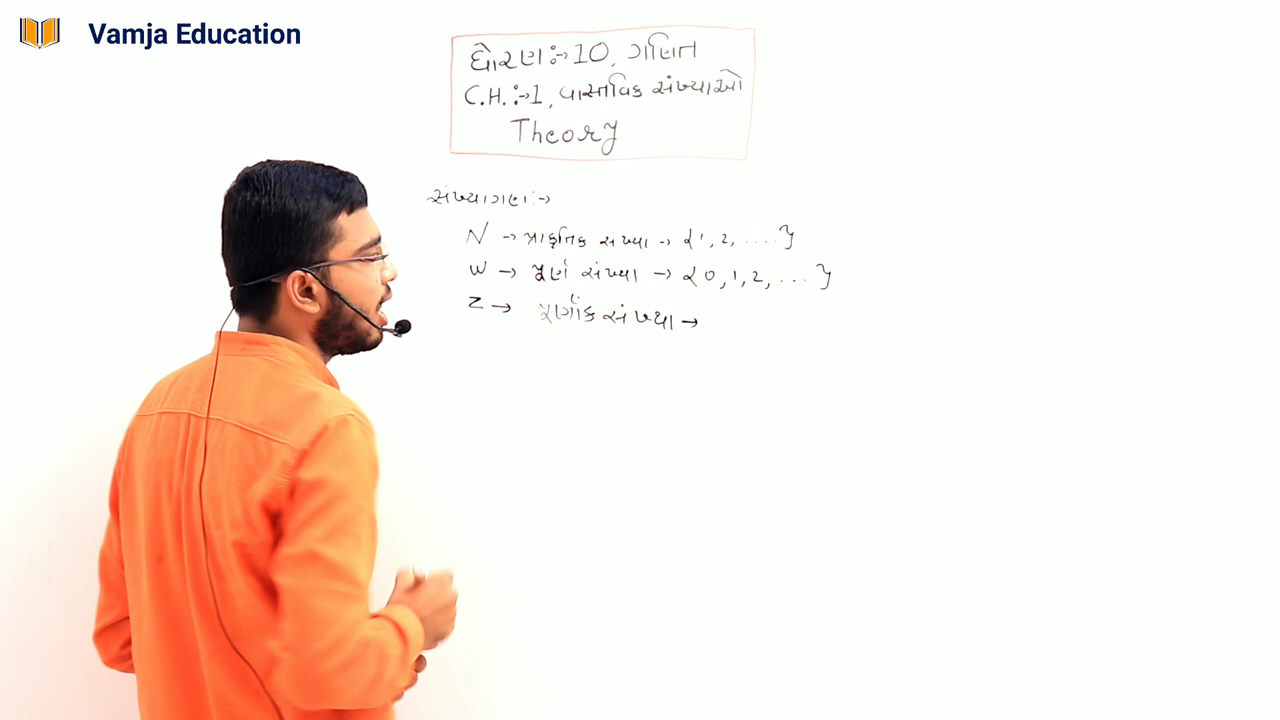 Vamja Education
ધોરણ :→ 10, ગણિત
C.H. :→ 1, વાસ્તવિક સંખ્યાઓ
Theory
સંખ્યાગણ :→
N → પ્રાકૃતિક સંખ્યા → {1, 2, ....}
W → પૂર્ણ સંખ્યા → {0, 1, 2, ...}
Z → પૂર્ણાંક સંખ્યા →